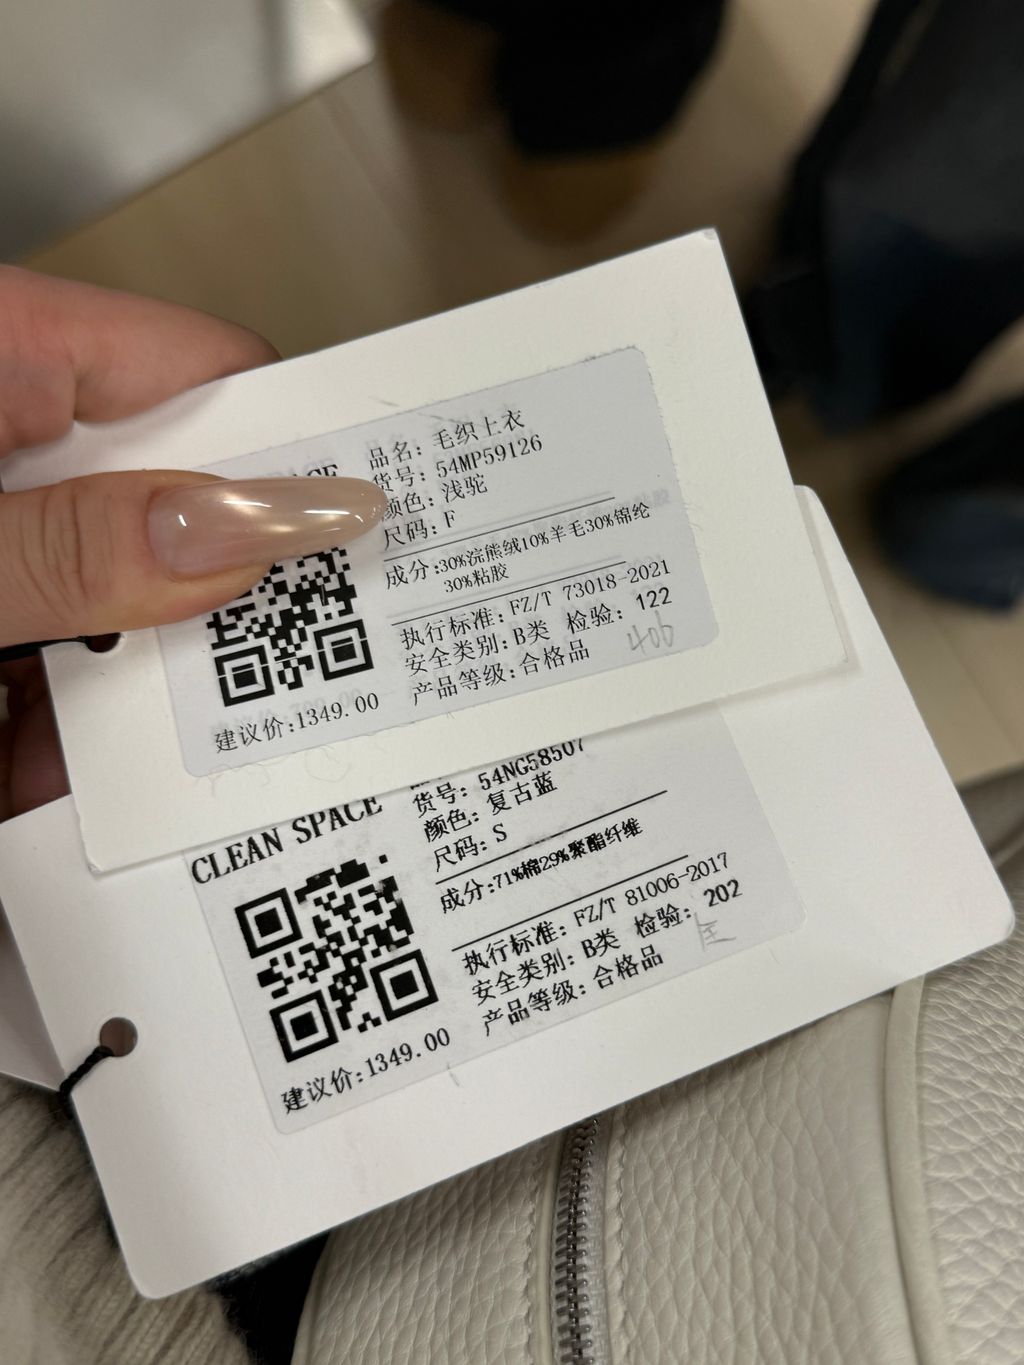 品名: 毛织上衣
货号: 54MP59126
颜色: 浅驼
尺码: F
成分:30%浣熊绒10%羊毛30%锦纶
30%粘胶
执行标准: FZ/T 73018-2021
安全类别: B类 检验: 122
产品等级:合格品
406
建议价:1349.00
CLEAN SPACE
货号: 54NG58507
颜色: 复古蓝
尺码: S
成分:71%棉29%聚酯纤维
执行标准: FZ/T 81006-2017
安全类别: B类 检验: 202
产品等级: 合格品
建议价:1349.00